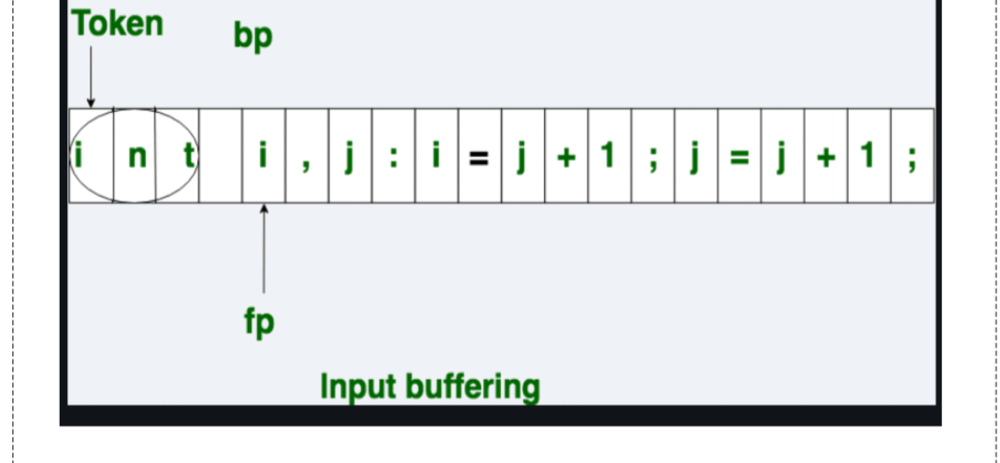 Token bp
i n t i , j : i = j + 1 ; j = j + 1 ;
fp
Input buffering